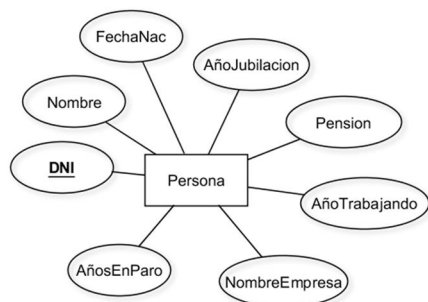 FechaNac
AñoJubilacion
Nombre
Pension
DNI
Persona
AñoTrabajando
AñosEnParo
NombreEmpresa